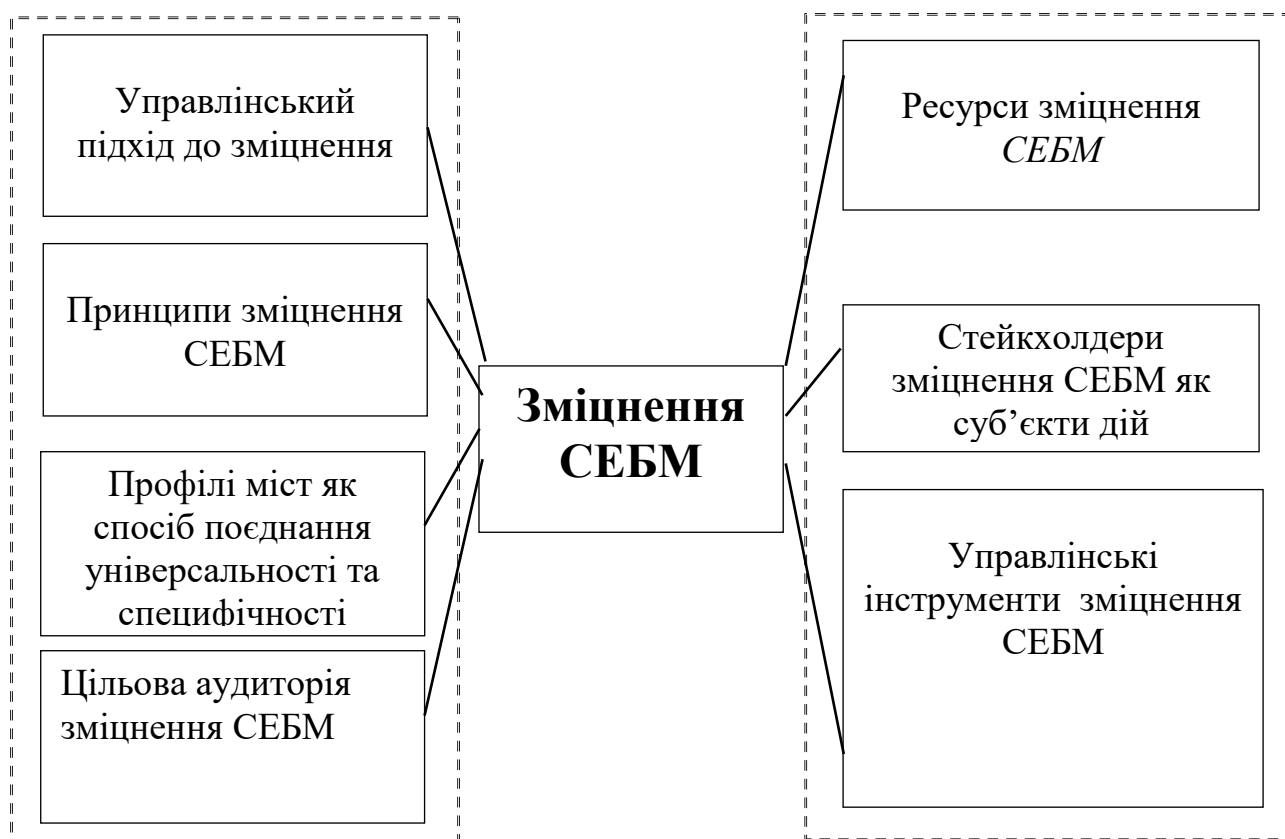 Управлінський
підхід до зміцнення
Принципи зміцнення
СЕБМ
Профілі міст як
спосіб поєднання
універсальності та
специфічності
Цільова аудиторія
зміцнення СЕБМ
Зміцнення
СЕБМ
Ресурси зміцнення
СЕБМ
Стейкхолдери
зміцнення СЕБМ як
суб’єкти дій
Управлінські
інструменти зміцнення
СЕБМ